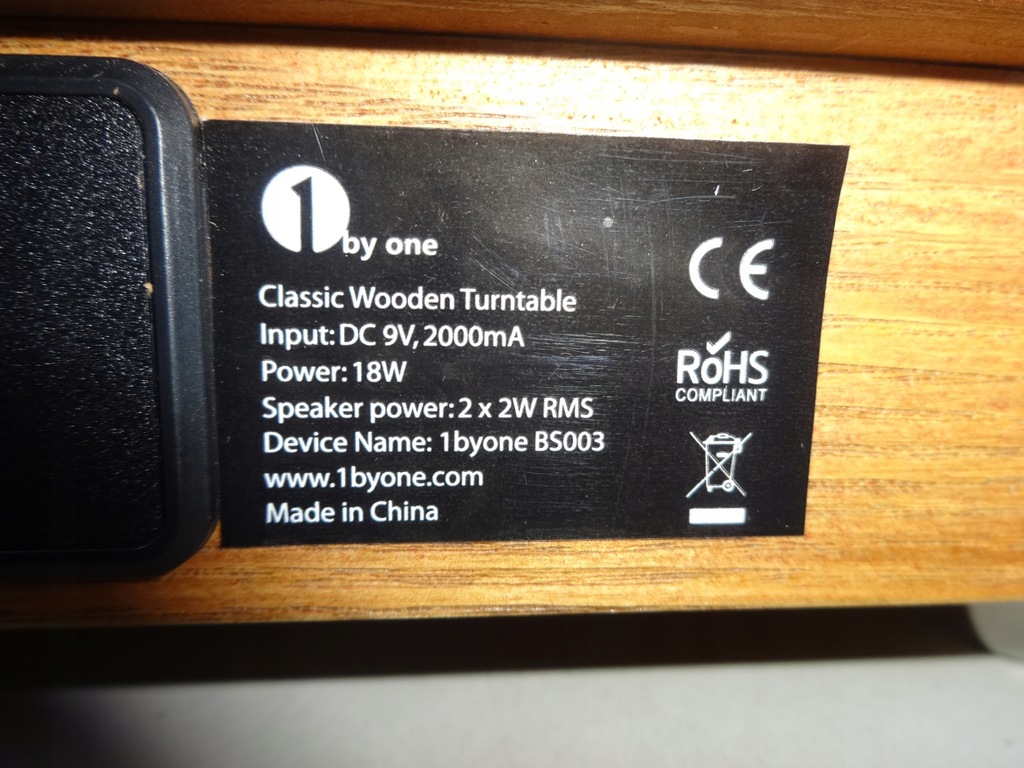 1 by one
Classic Wooden Turntable
Input: DC 9V, 2000mA
Power: 18W
Speaker power: 2 x 2W RMS
Device Name: 1byone BS003
www.1byone.com
Made in China
CE
RoHS
COMPLIANT